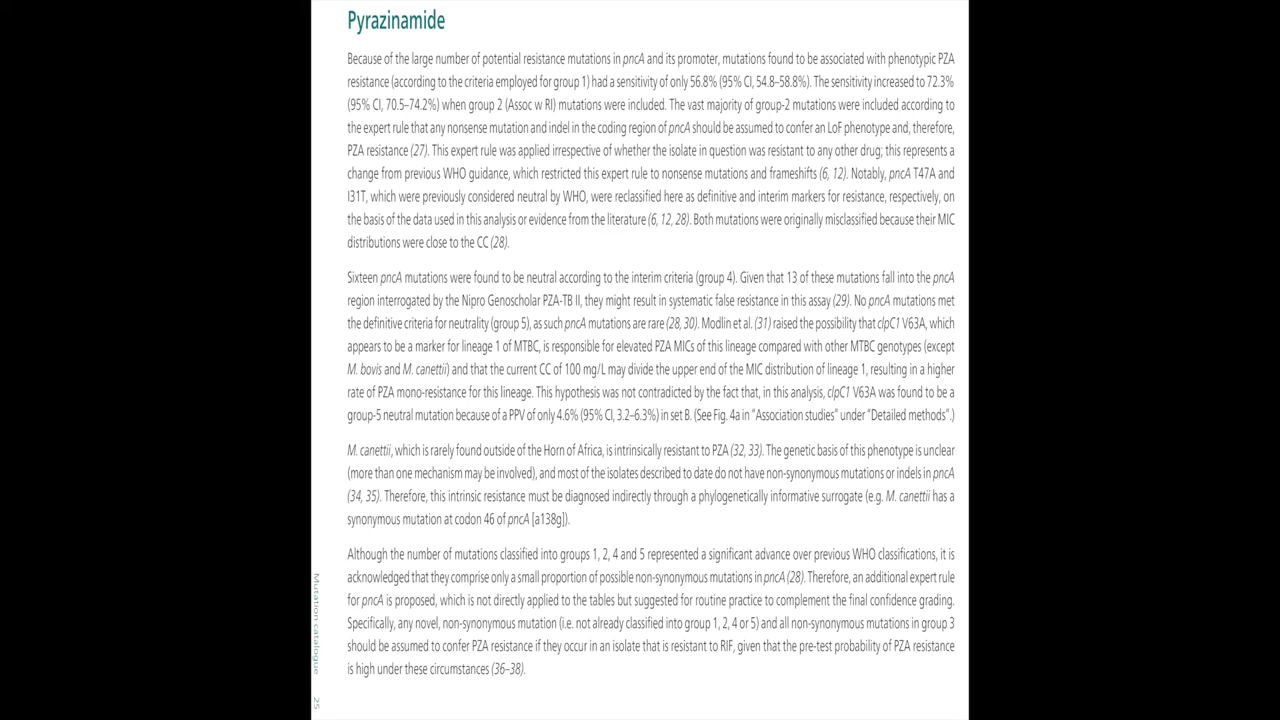 Pyrazinamide
Because of the large number of potential resistance mutations in pncA and its promoter, mutations found to be associated with phenotypic PZA
resistance (according to the criteria employed for group 1) had a sensitivity of only 56.8% (95% CI, 54.8–58.8%). The sensitivity increased to 72.3%
(95% CI, 70.5–74.2%) when group 2 (Assoc w RI) mutations were included. The vast majority of group-2 mutations were included according to
the expert rule that any nonsense mutation and indel in the coding region of pncA should be assumed to confer an LoF phenotype and, therefore,
PZA resistance (27). This expert rule was applied irrespective of whether the isolate in question was resistant to any other drug; this represents a
change from previous WHO guidance, which restricted this expert rule to nonsense mutations and frameshifts (6, 12). Notably, pncA T47A and
I31T, which were previously considered neutral by WHO, were reclassified here as definitive and interim markers for resistance, respectively, on
the basis of the data used in this analysis or evidence from the literature (6, 12, 28). Both mutations were originally misclassified because their MIC
distributions were close to the CC (28).
Sixteen pncA mutations were found to be neutral according to the interim criteria (group 4). Given that 13 of these mutations fall into the pncA
region interrogated by the Nipro Genoscholar PZA-TB II, they might result in systematic false resistance in this assay (29). No pncA mutations met
the definitive criteria for neutrality (group 5), as such pncA mutations are rare (28, 30). Modlin et al. (31) raised the possibility that clpC1 V63A, which
appears to be a marker for lineage 1 of MTBC, is responsible for elevated PZA MICs of this lineage compared with other MTBC genotypes (except
M. bovis and M. canettii) and that the current CC of 100 mg/L may divide the upper end of the MIC distribution of lineage 1, resulting in a higher
rate of PZA mono-resistance for this lineage. This hypothesis was not contradicted by the fact that, in this analysis, clpC1 V63A was found to be a
group-5 neutral mutation because of a PPV of only 4.6% (95% CI, 3.2–6.3%) in set B. (See Fig. 4a in “Association studies” under “Detailed methods”.)
M. canettii, which is rarely found outside of the Horn of Africa, is intrinsically resistant to PZA (32, 33). The genetic basis of this phenotype is unclear
(more than one mechanism may be involved), and most of the isolates described to date do not have non-synonymous mutations or indels in pncA
(34, 35). Therefore, this intrinsic resistance must be diagnosed indirectly through a phylogenetically informative surrogate (e.g. M. canettii has a
synonymous mutation at codon 46 of pncA [a138g]).
Although the number of mutations classified into groups 1, 2, 4 and 5 represented a significant advance over previous WHO classifications, it is
acknowledged that they comprise only a small proportion of possible non-synonymous mutations in pncA (28). Therefore, an additional expert rule
for pncA is proposed, which is not directly applied to the tables but suggested for routine practice to complement the final confidence grading.
Specifically, any novel, non-synonymous mutation (i.e. not already classified into group 1, 2, 4 or 5) and all non-synonymous mutations in group 3
should be assumed to confer PZA resistance if they occur in an isolate that is resistant to RIF, given that the pre-test probability of PZA resistance
is high under these circumstances (36–38).
Mutation catalogue 25